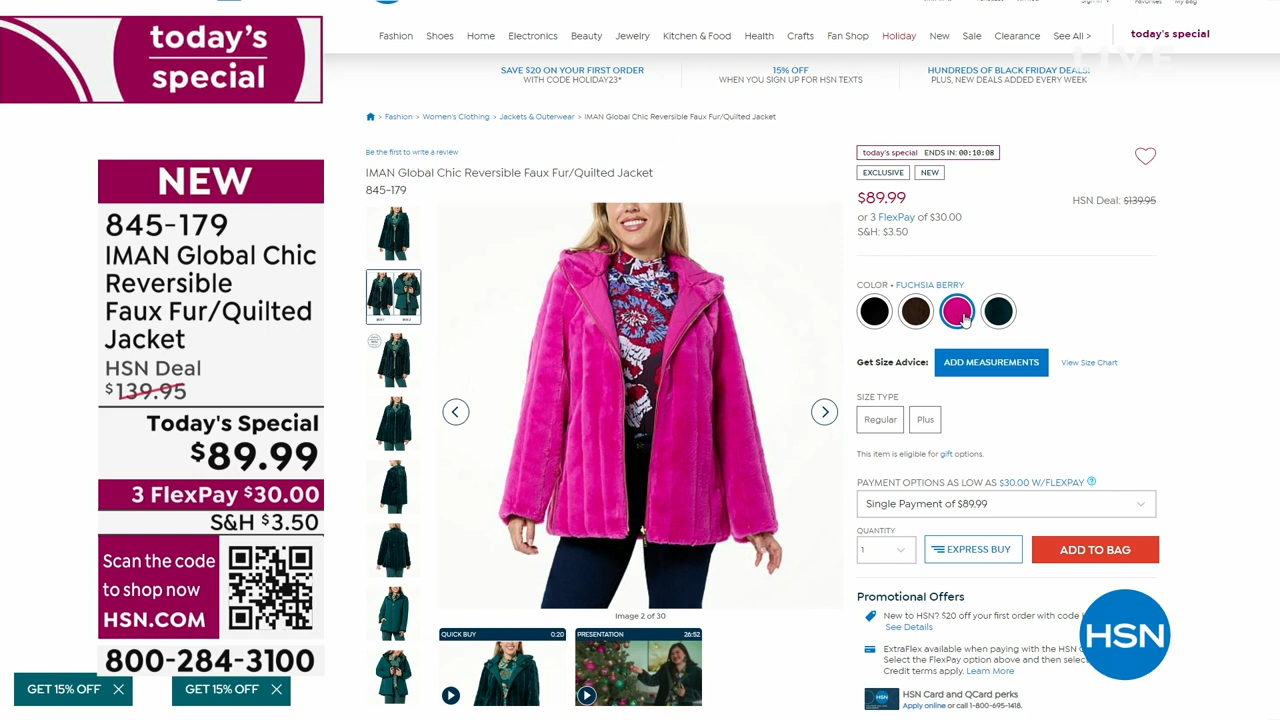 today's
special
Fashion Shoes Home Electronics Beauty Jewelry Kitchen & Food Health Crafts Fan Shop Holiday New Sale Clearance See All > today's special
LIVE
SAVE $20 ON YOUR FIRST ORDER
WITH CODE HOLIDAY23*
15% OFF
WHEN YOU SIGN UP FOR HSN TEXTS
HUNDREDS OF BLACK FRIDAY DEALS!
PLUS, NEW DEALS ADDED EVERY WEEK
> Fashion > Women's Clothing > Jackets & Outerwear > IMAN Global Chic Reversible Faux Fur/Quilted Jacket
NEW
845-179
IMAN Global Chic
Reversible
Faux Fur/Quilted
Jacket
HSN Deal
$139.95
Today's Special
$89.99
3 FlexPay $30.00
S&H $3.50
Scan the code
to shop now
HSN.COM
800-284-3100
GET 15% OFF
GET 15% OFF
Be the first to write a review
IMAN Global Chic Reversible Faux Fur/Quilted Jacket
845-179
Image 2 of 30
QUICK BUY 0:20
PRESENTATION 26:52
today's special ENDS IN: 00:10:08
EXCLUSIVE NEW
$89.99
HSN Deal: $139.95
or 3 FlexPay of $30.00
S&H: $3.50
COLOR • FUCHSIA BERRY
Get Size Advice: ADD MEASUREMENTS View Size Chart
SIZE TYPE
Regular Plus
This item is eligible for gift options.
PAYMENT OPTIONS AS LOW AS $30.00 W/FLEXPAY ?
Single Payment of $89.99
QUANTITY
1 EXPRESS BUY ADD TO BAG
Promotional Offers
New to HSN? $20 off your first order with code
See Details
ExtraFlex available when paying with the HSN
Select the FlexPay option above and then selec
Credit terms apply. Learn More
HSN
HSN
HSN Card and QCard perks
Apply online or call 1-800-695-1418.